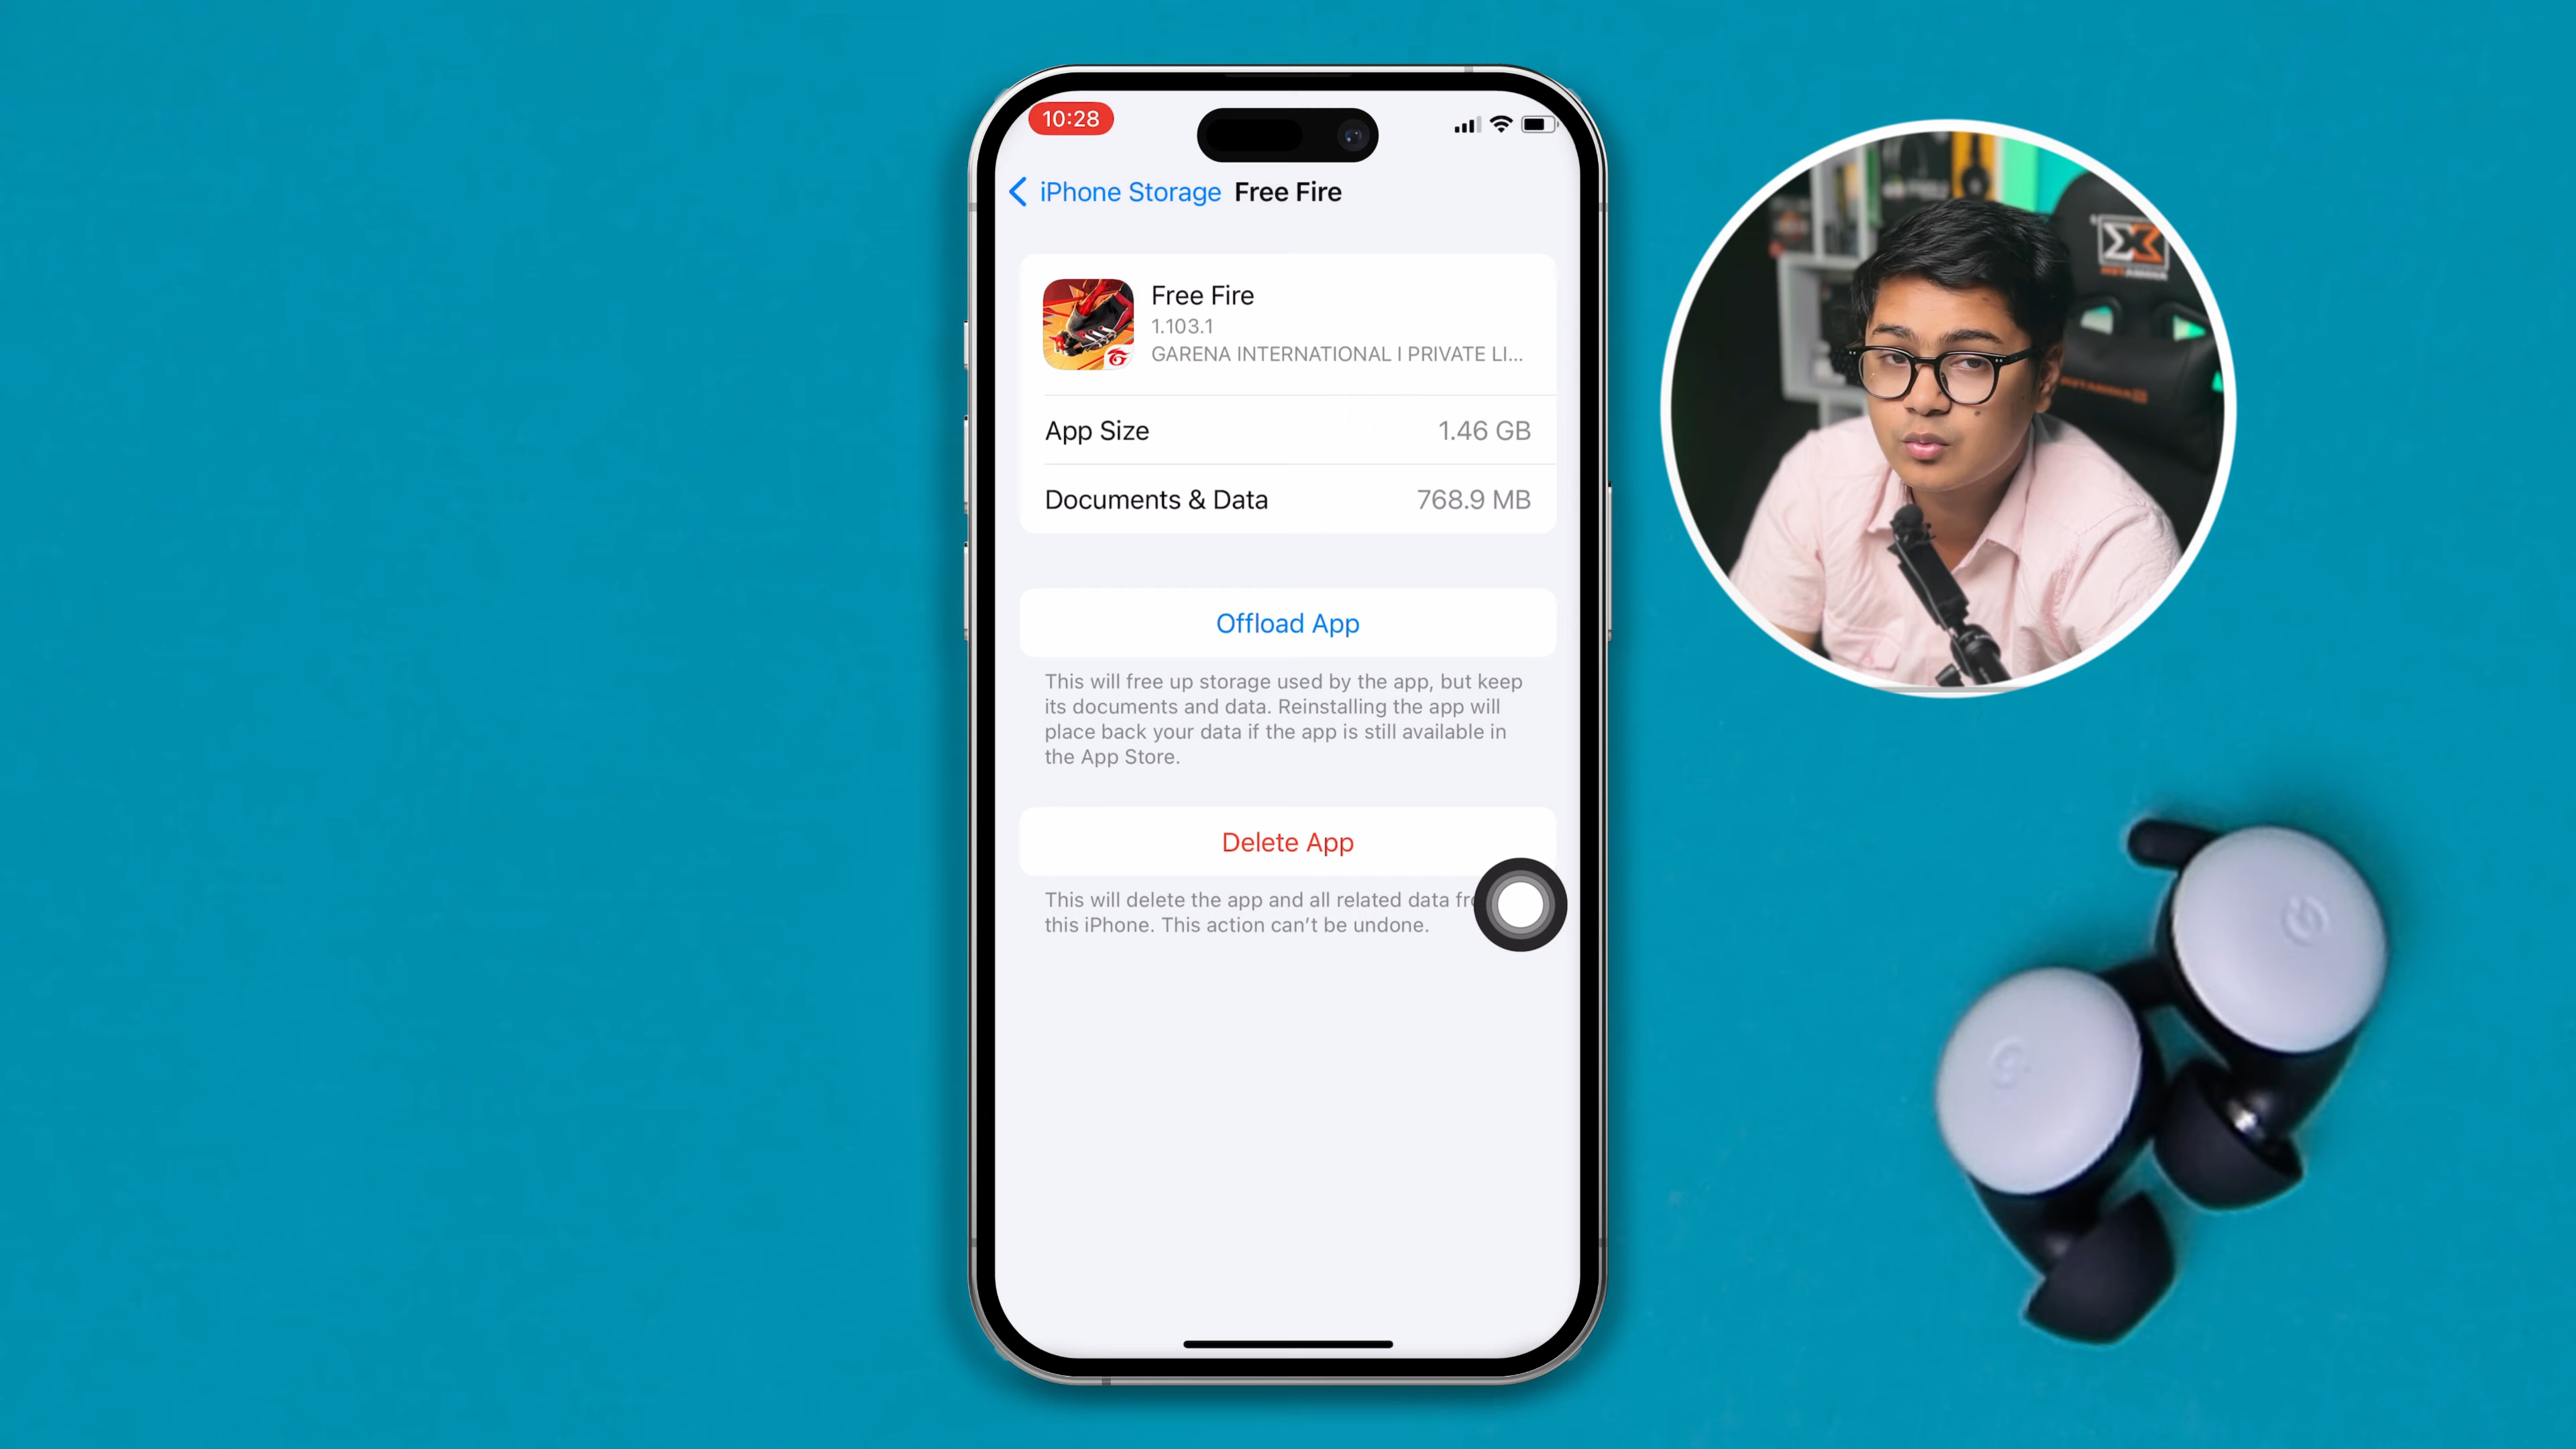 10:28
iPhone Storage Free Fire
Free Fire
1.103.1
GARENA INTERNATIONAL I PRIVATE LI...
App Size 1.46 GB
Documents & Data 768.9 MB
Offload App
This will free up storage used by the app, but keep
its documents and data. Reinstalling the app will
place back your data if the app is still available in
the App Store.
Delete App
This will delete the app and all related data
this iPhone. This action can't be undone.